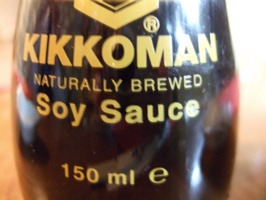 ®
KIKKOMAN
NATURALLY BREWED
Soy Sauce
150 ml e